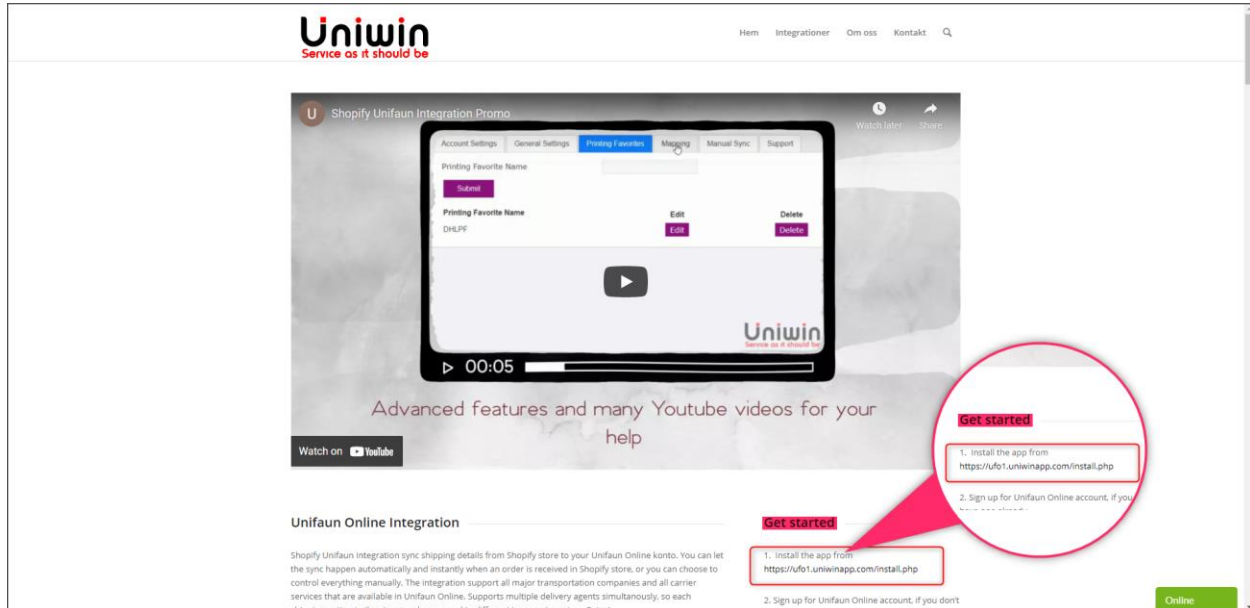 Uniwin
Service as it should be
Hem Integrationer Om oss Kontakt
U Shopify Unifaun Integration Promo
Watch later Share
Account Settings General Settings Printing Favorites Mapping Manual Sync Support
Printing Favorite Name
Submit
Printing Favorite Name Edit Delete
DHLPF Edit Delete
Uniwin
Service as it should be
00:05
Advanced features and many Youtube videos for your
help
Watch on YouTube
Get started
1. Install the app from
https://ufo1.uniwinapp.com/install.php
2. Sign up for Unifaun Online account, if you
Unifaun Online Integration
Shopify Unifaun Integration sync shipping details from Shopify store to your Unifaun Online konto. You can let
the sync happen automatically and instantly when an order is received in Shopify store, or you can choose to
control everything manually. The integration support all major transportation companies and all carrier
services that are available in Unifaun Online. Supports multiple delivery agents simultanously, so each
Get started
1. Install the app from
https://ufo1.uniwinapp.com/install.php
2. Sign up for Unifaun Online account, if you don't
Online